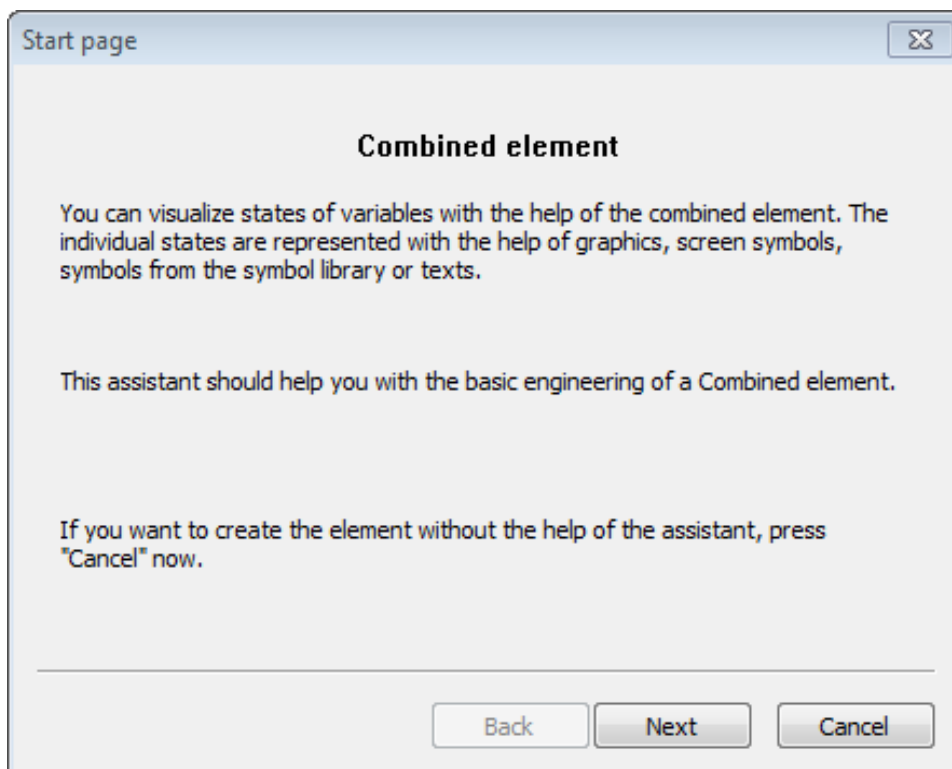 Start page
Combined element
You can visualize states of variables with the help of the combined element. The
individual states are represented with the help of graphics, screen symbols,
symbols from the symbol library or texts.
This assistant should help you with the basic engineering of a Combined element.
If you want to create the element without the help of the assistant, press
"Cancel" now.
Back Next Cancel